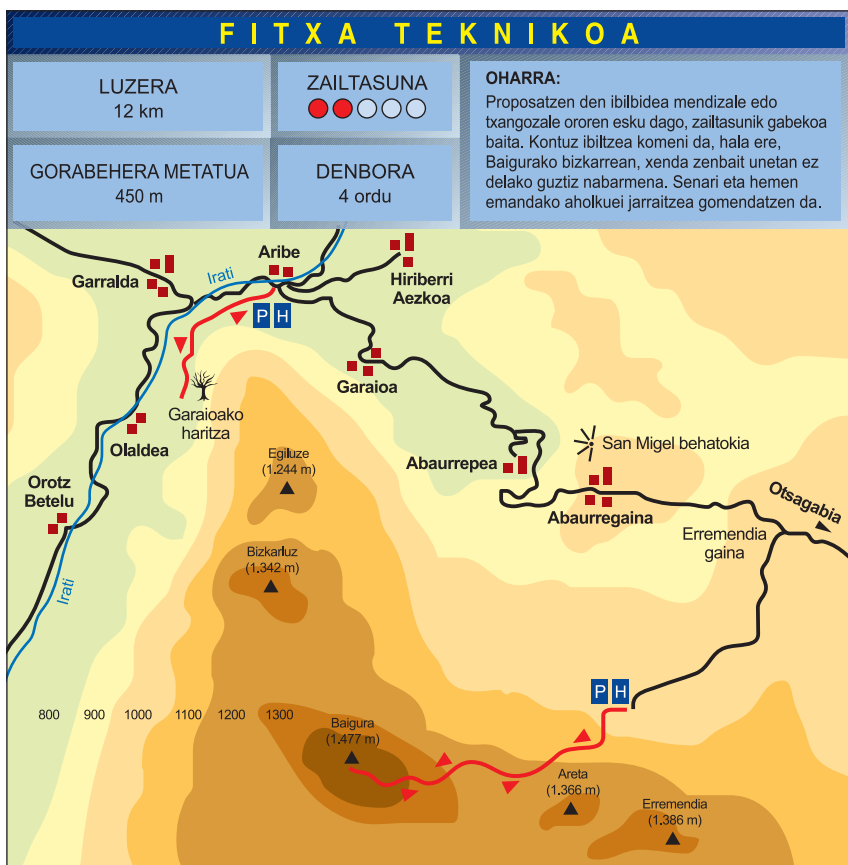 FITXA TEKNIKOA
LUZERA
12 km
ZAILTASUNA
GORABEHERA METATUA
450 m
DENBORA
4 ordu
OHARRA:
Proposatzen den ibilbidea mendizale edo
txangozale ororen esku dago, zailtasunik gabekoa
baita. Kontuz ibiltzea komeni da, hala ere,
Baigurako bizkarrean, xenda zenbait unetan ez
delako guztiz nabarmena. Senari eta hemen
emandako aholkuei jarraitzea gomendatzen da.
Aribe
Irati
Garralda
Hiriberri
Aezkoa
P H
Garaioa
Garaioako
haritza
Olaldea
San Migel behatokia
Egiluze
(1.244 m)
Abaurrepea
Orotz
Betelu
Abaurregaina
Otsagabia
Erremendia
gaina
Bizkarluz
(1.342 m)
Irati
P H
800 900 1000 1100 1200 1300
Baigura
(1.477 m)
Areta
(1.366 m)
Erremendia
(1.386 m)